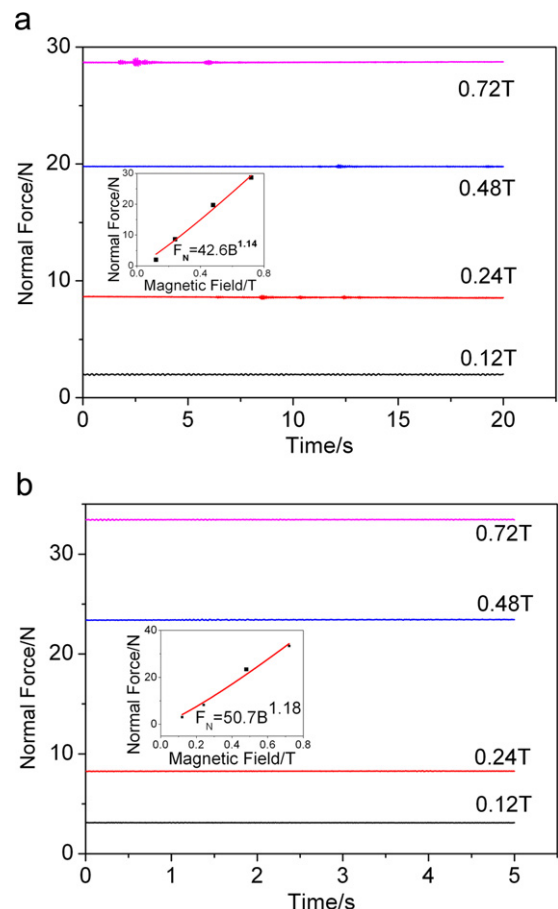 a
30
20
10
0
Normal Force/N
0.72T
0.48T
0.24T
0.12T
30
20
10
0
Normal Force/N
F_N=42.6B^1.14
0.0 0.4 0.8
Magnetic Field/T
0 5 10 15 20
Time/s
b
30
20
10
0
Normal Force/N
0.72T
0.48T
0.24T
0.12T
40
20
0
Normal Force/N
F_N=50.7B^1.18
0.0 0.2 0.4 0.6 0.8
Magnetic Field/T
0 1 2 3 4 5
Time/s